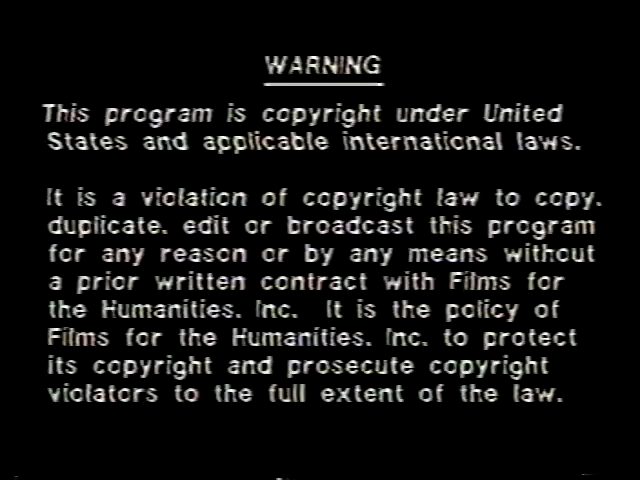 WARNING
This program is copyright under United
States and applicable international laws.
It is a violation of copyright law to copy,
duplicate, edit or broadcast this program
for any reason or by any means without
a prior written contract with Films for
the Humanities, Inc. It is the policy of
Films for the Humanities, Inc. to protect
its copyright and prosecute copyright
violators to the full extent of the law.